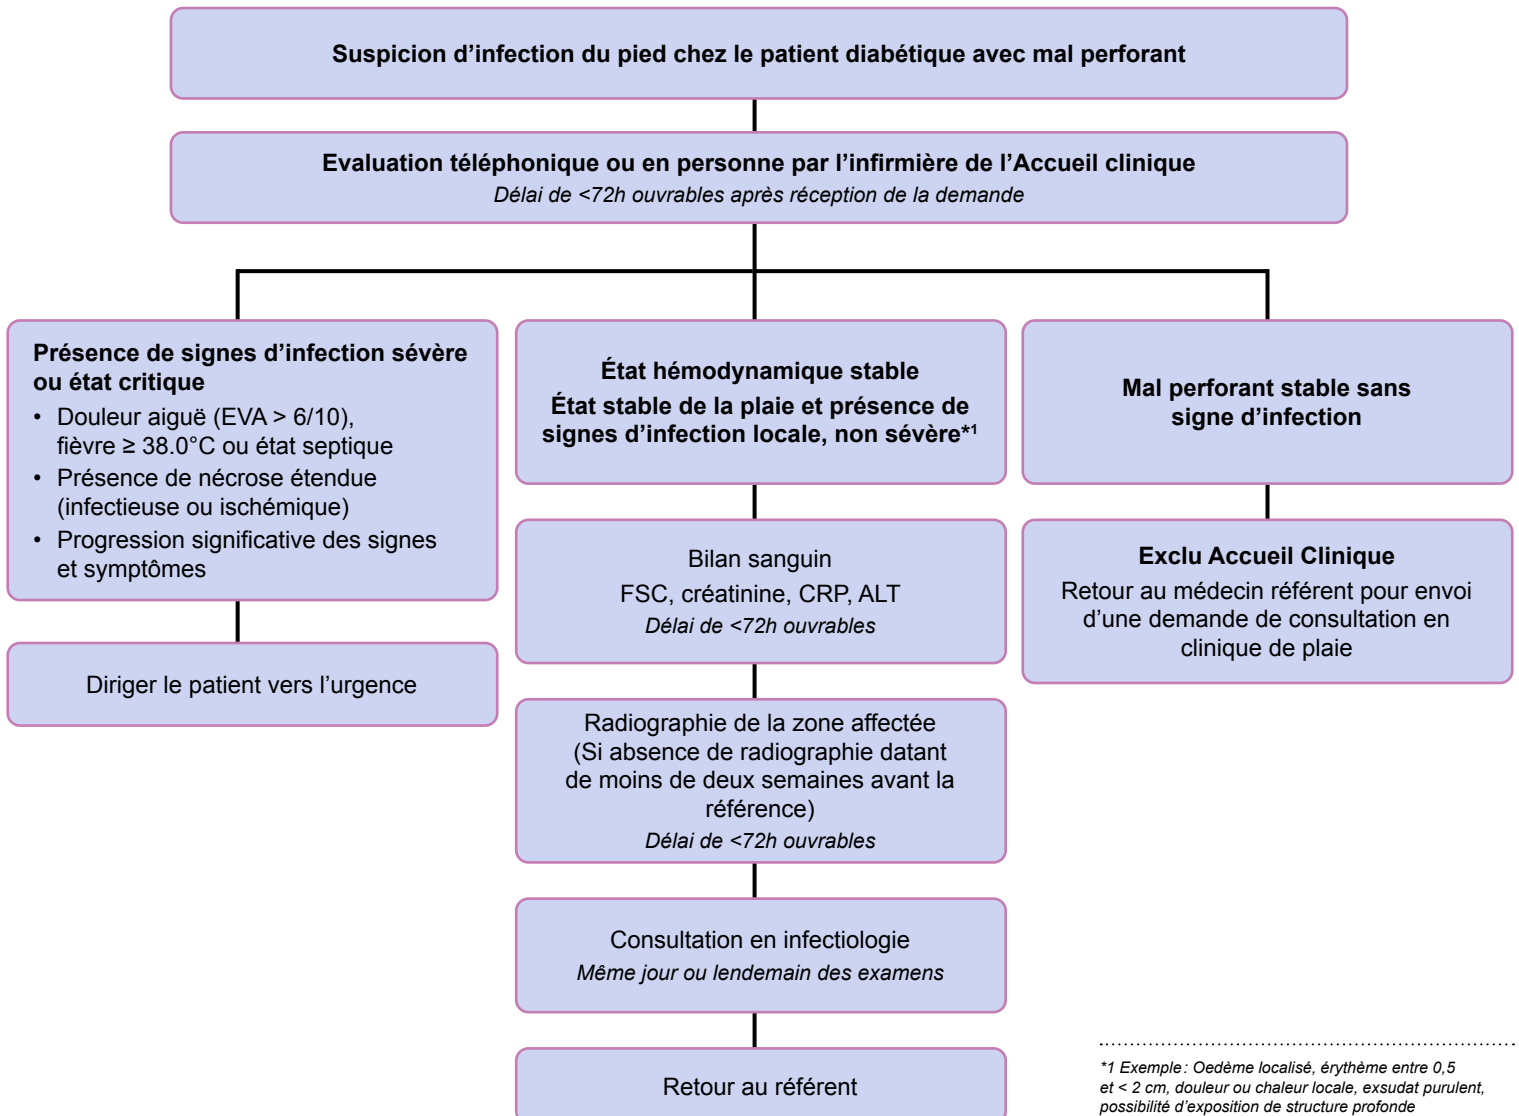 Suspicion d'infection du pied chez le patient diabétique avec mal perforant
Evaluation téléphonique ou en personne par l'infirmière de l'Accueil clinique
Délai de <72h ouvrables après réception de la demande
Présence de signes d'infection sévère
ou état critique
• Douleur aiguë (EVA > 6/10),
fièvre ≥ 38.0°C ou état septique
• Présence de nécrose étendue
(infectieuse ou ischémique)
• Progression significative des signes
et symptômes
Diriger le patient vers l'urgence
État hémodynamique stable
État stable de la plaie et présence de
signes d'infection locale, non sévère*1
Bilan sanguin
FSC, créatinine, CRP, ALT
Délai de <72h ouvrables
Radiographie de la zone affectée
(Si absence de radiographie datant
de moins de deux semaines avant la
référence)
Délai de <72h ouvrables
Consultation en infectiologie
Même jour ou lendemain des examens
Retour au référent
Mal perforant stable sans
signe d'infection
Exclu Accueil Clinique
Retour au médecin référent pour envoi
d'une demande de consultation en
clinique de plaie
*1 Exemple : Oedème localisé, érythème entre 0,5
et < 2 cm, douleur ou chaleur locale, exsudat purulent,
possibilité d'exposition de structure profonde